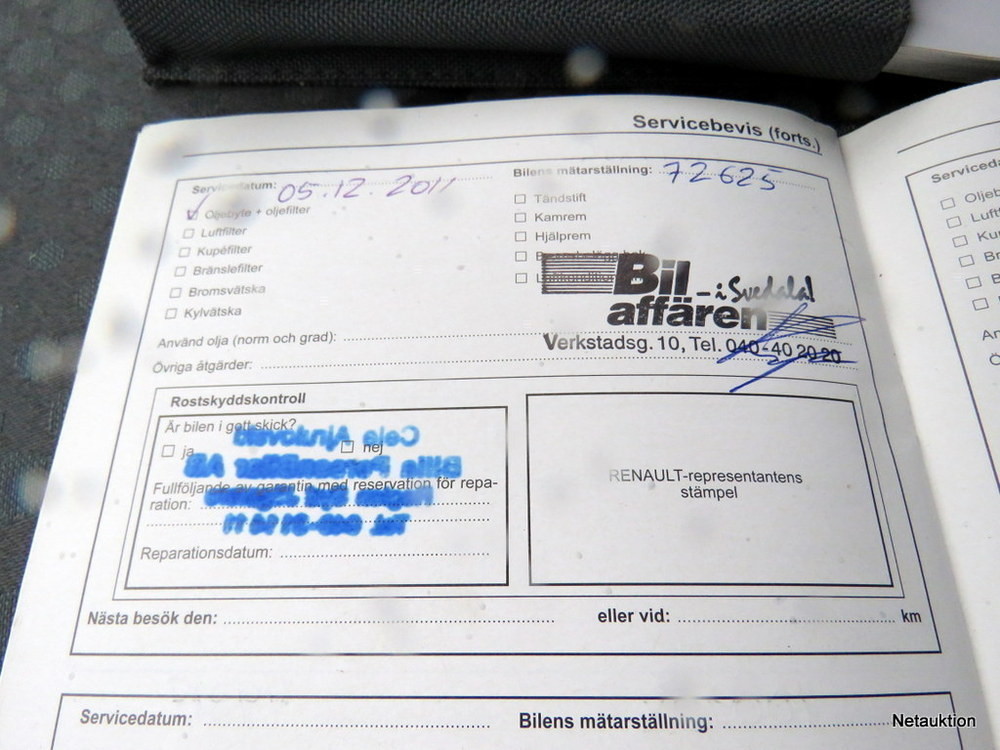 Servicebevis (forts.)
Servicedatum: 05.12.2011
Bilens mätarställning: 72625
Oljebyte + oljefilter
Luftfilter
Kupéfilter
Bränslefilter
Bromsvätska
Kylvätska
Tändstift
Kamrem
Hjälprem
Bil
affären
– i Svedala!
Verkstadsg. 10, Tel. 040-40 20 20
Använd olja (norm och grad):
Övriga åtgärder:
Rostskyddskontroll
Är bilen i gott skick?
ja
nej
Fullföljande av garantin med reservation för repa-
ration:
Reparationsdatum:
RENAULT-representantens
stämpel
Nästa besök den:
eller vid: km
Servicedatum:
Bilens mätarställning:
Netauktion